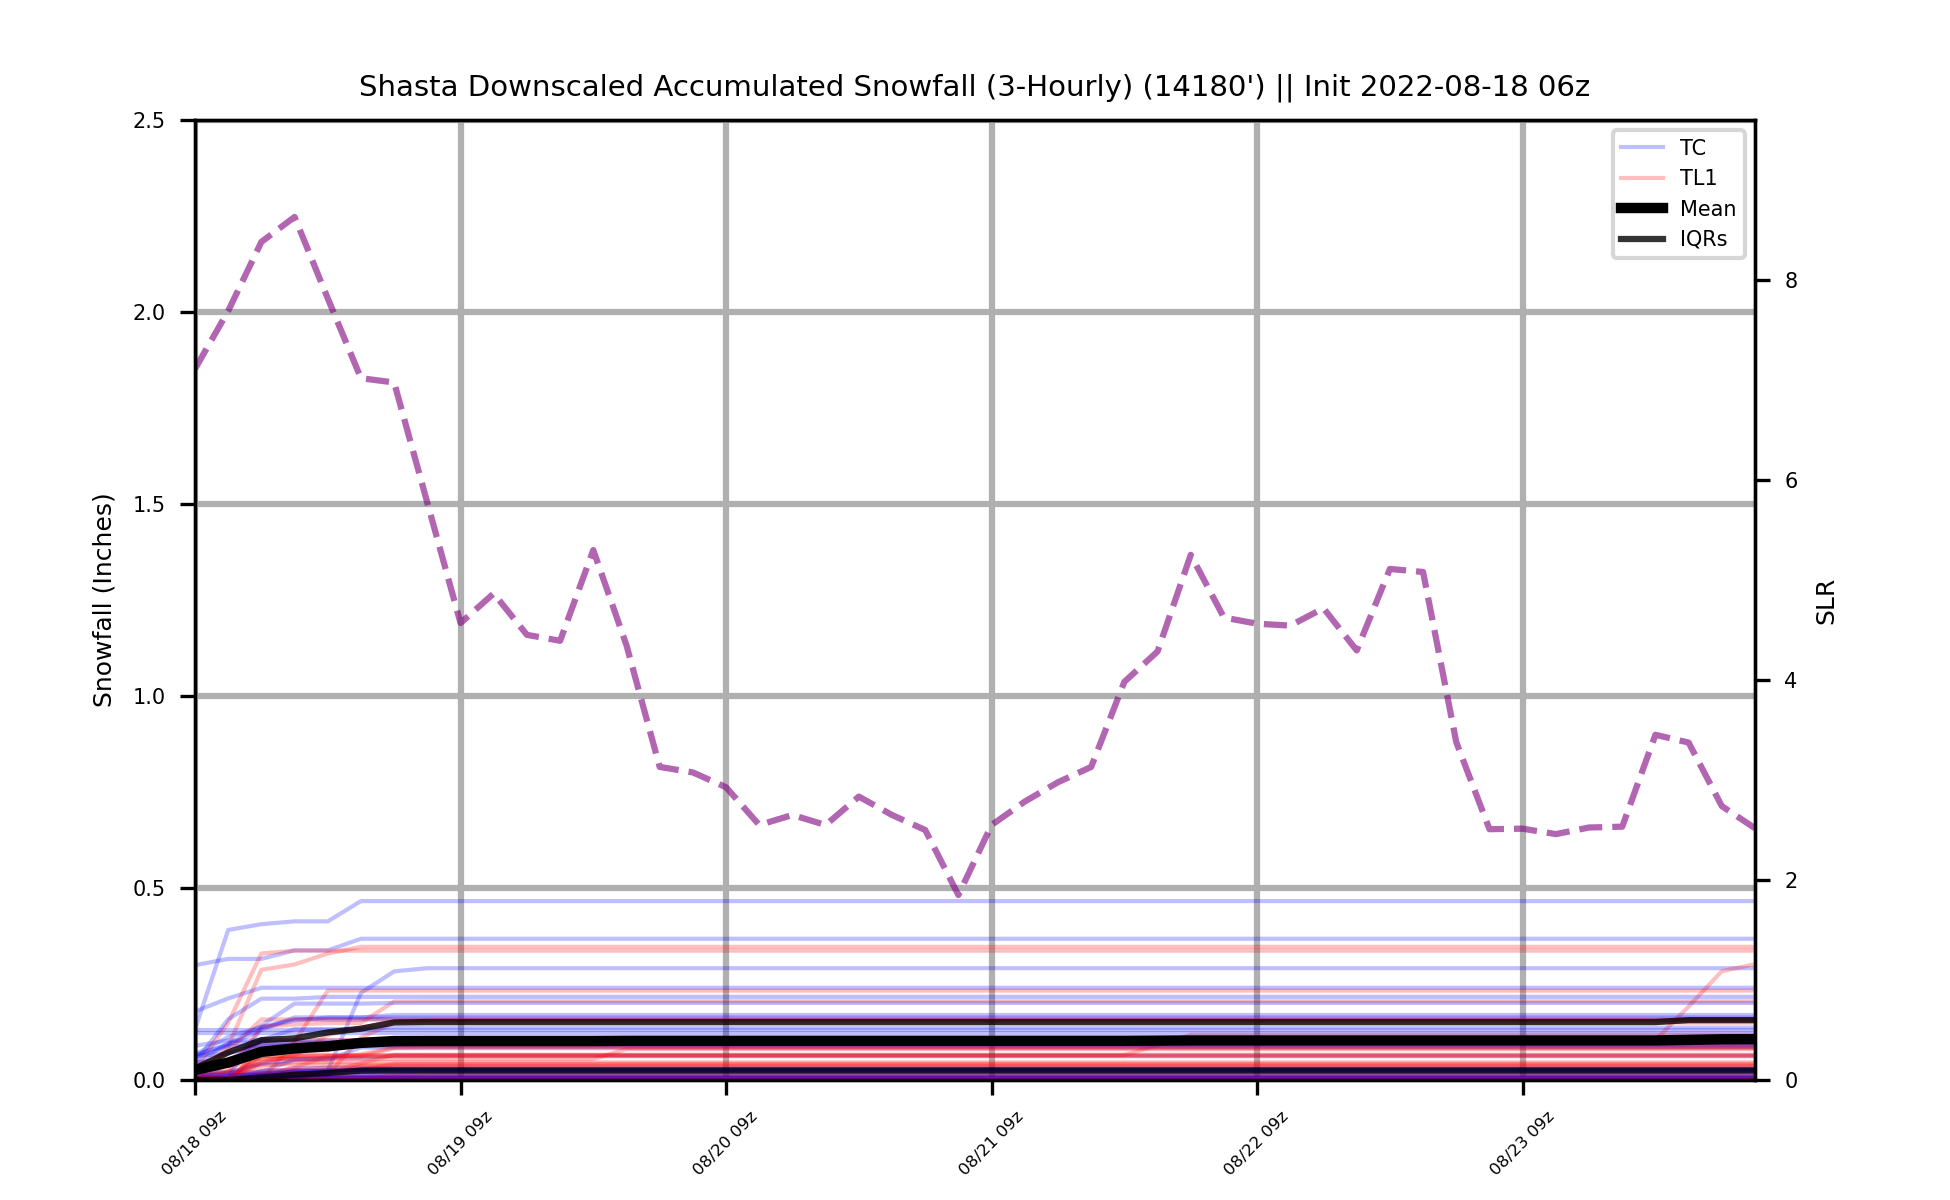 Shasta Downscaled Accumulated Snowfall (3-Hourly) (14180') || Init 2022-08-18 06z
2.5
2.0
1.5
1.0
0.5
0.0
Snowfall (Inches)
TC
TL1
Mean
IQRs
8
6
4
2
0
SLR
08/18 09z
08/19 09z
08/20 09z
08/21 09z
08/22 09z
08/23 09z